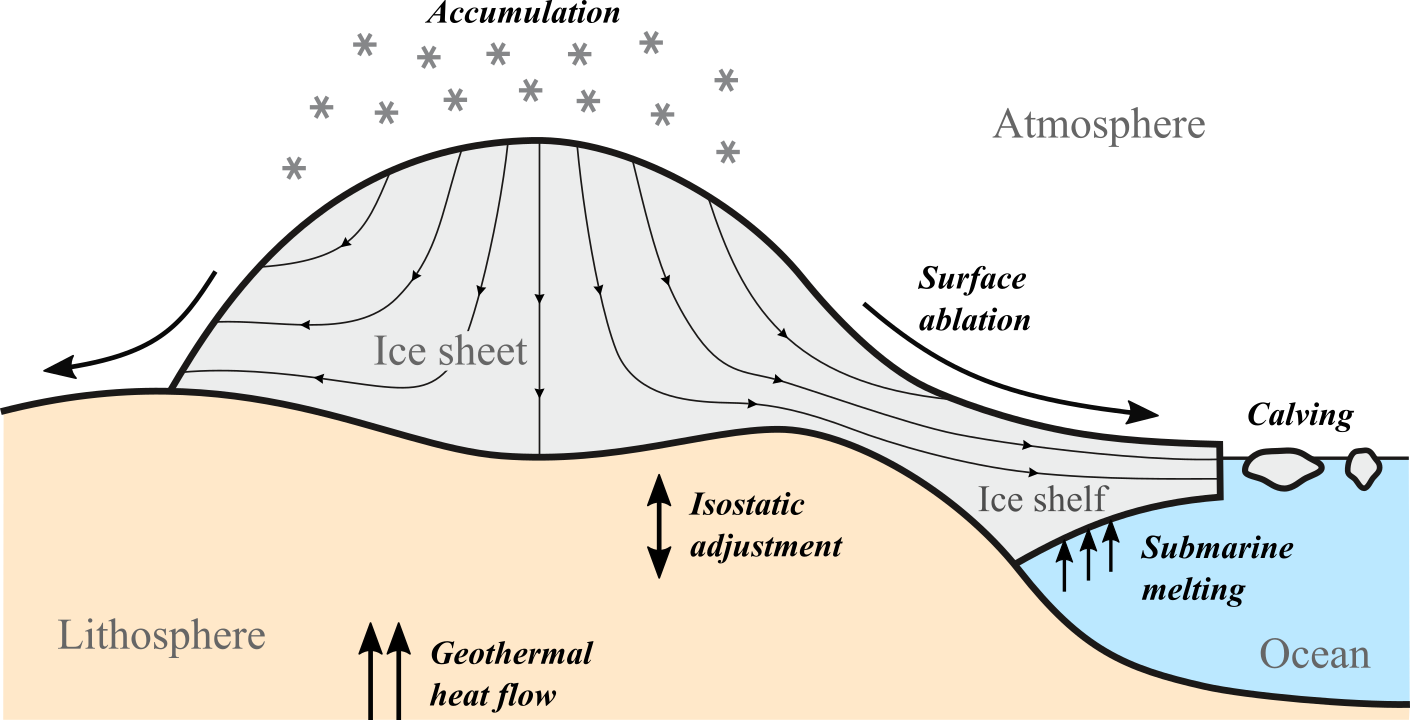 Accumulation
Atmosphere
Surface
ablation
Ice sheet
Calving
Ice shelf
Isostatic
adjustment
Submarine
melting
Lithosphere
Geothermal
heat flow
Ocean